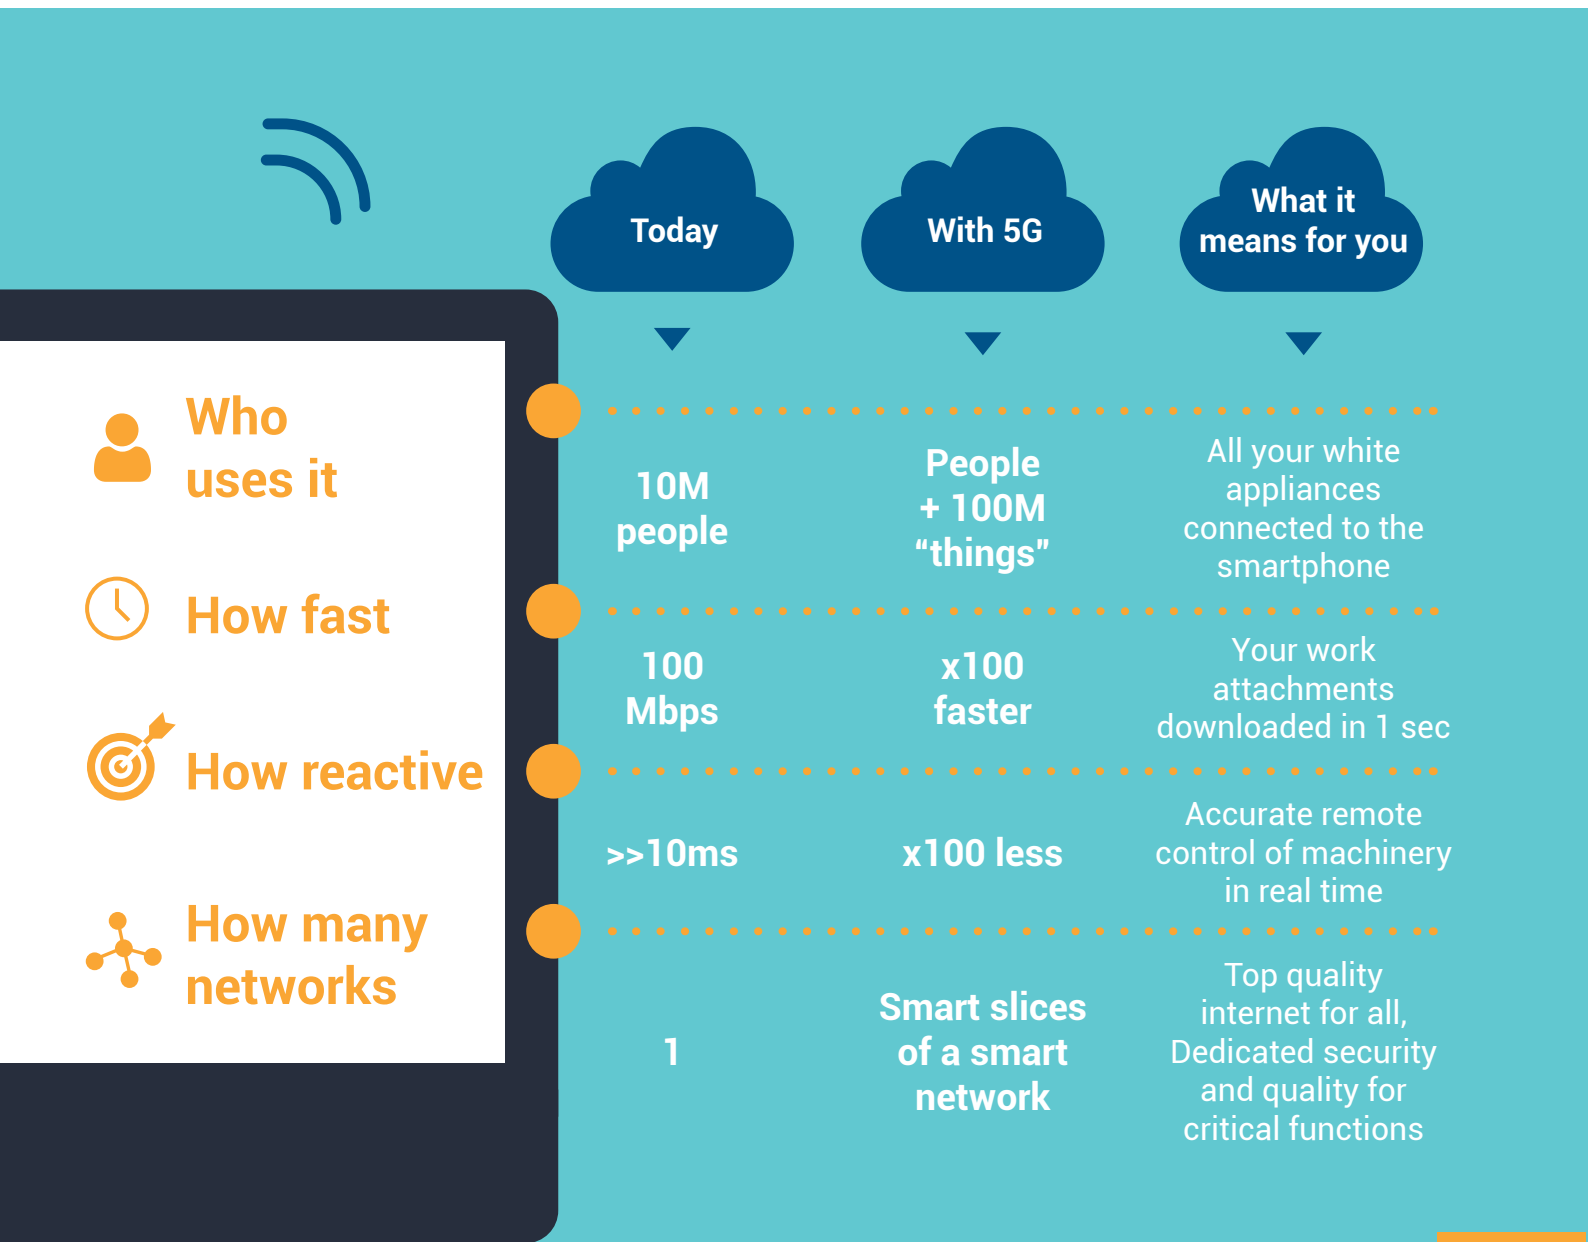 Today
With 5G
What it
means for you
Who
uses it
10M
people
People
+ 100M
“things”
All your white
appliances
connected to the
smartphone
How fast
100
Mbps
x100
faster
Your work
attachments
downloaded in 1 sec
How reactive
>>10ms
x100 less
Accurate remote
control of machinery
in real time
How many
networks
1
Smart slices
of a smart
network
Top quality
internet for all,
Dedicated security
and quality for
critical functions